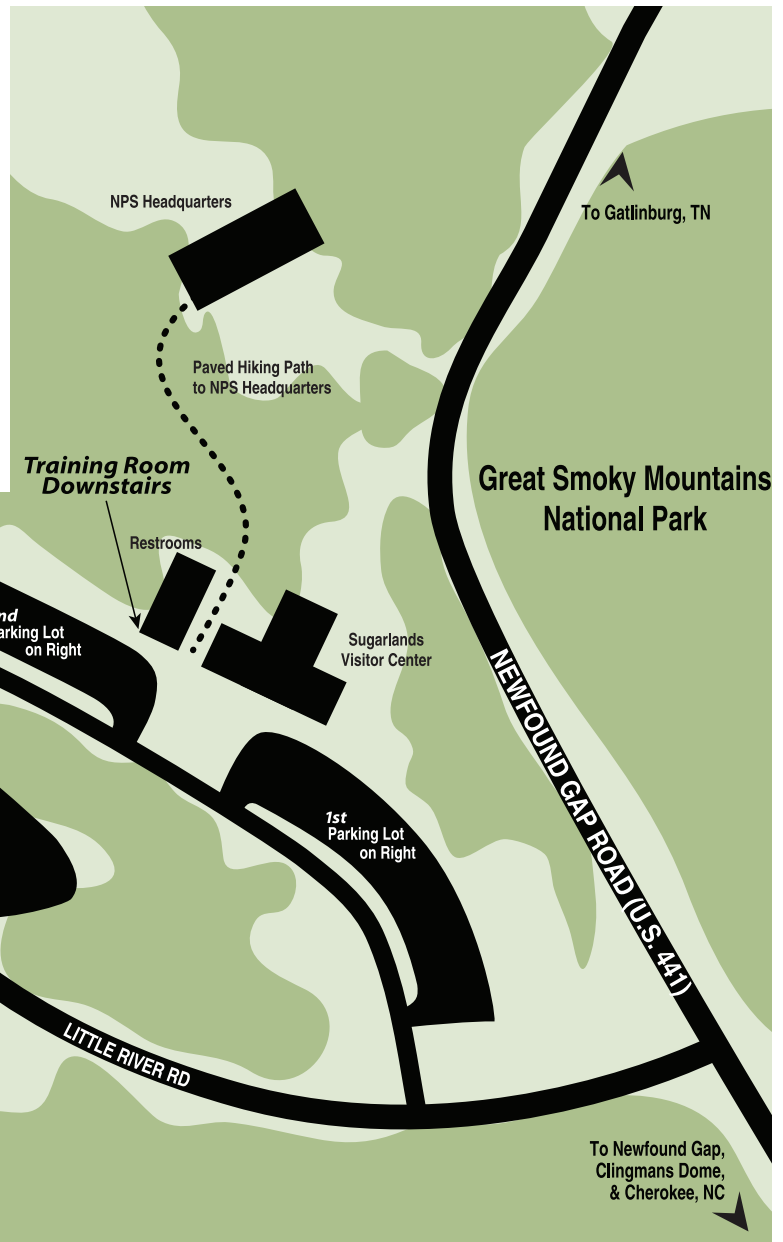 NPS Headquarters
To Gatlinburg, TN
Paved Hiking Path
to NPS Headquarters
Training Room
Downstairs
Great Smoky Mountains
National Park
Restrooms
nd
arking Lot
on Right
Sugarlands
Visitor Center
NEWFOUND GAP ROAD (U.S. 441)
1st
Parking Lot
on Right
LITTLE RIVER RD
To Newfound Gap,
Clingmans Dome,
& Cherokee, NC